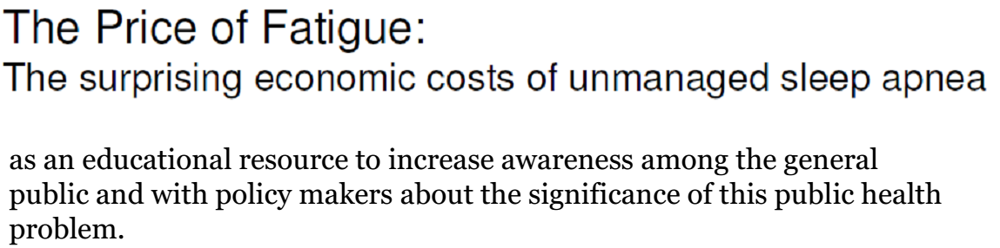 The Price of Fatigue:
The surprising economic costs of unmanaged sleep apnea
as an educational resource to increase awareness among the general
public and with policy makers about the significance of this public health
problem.